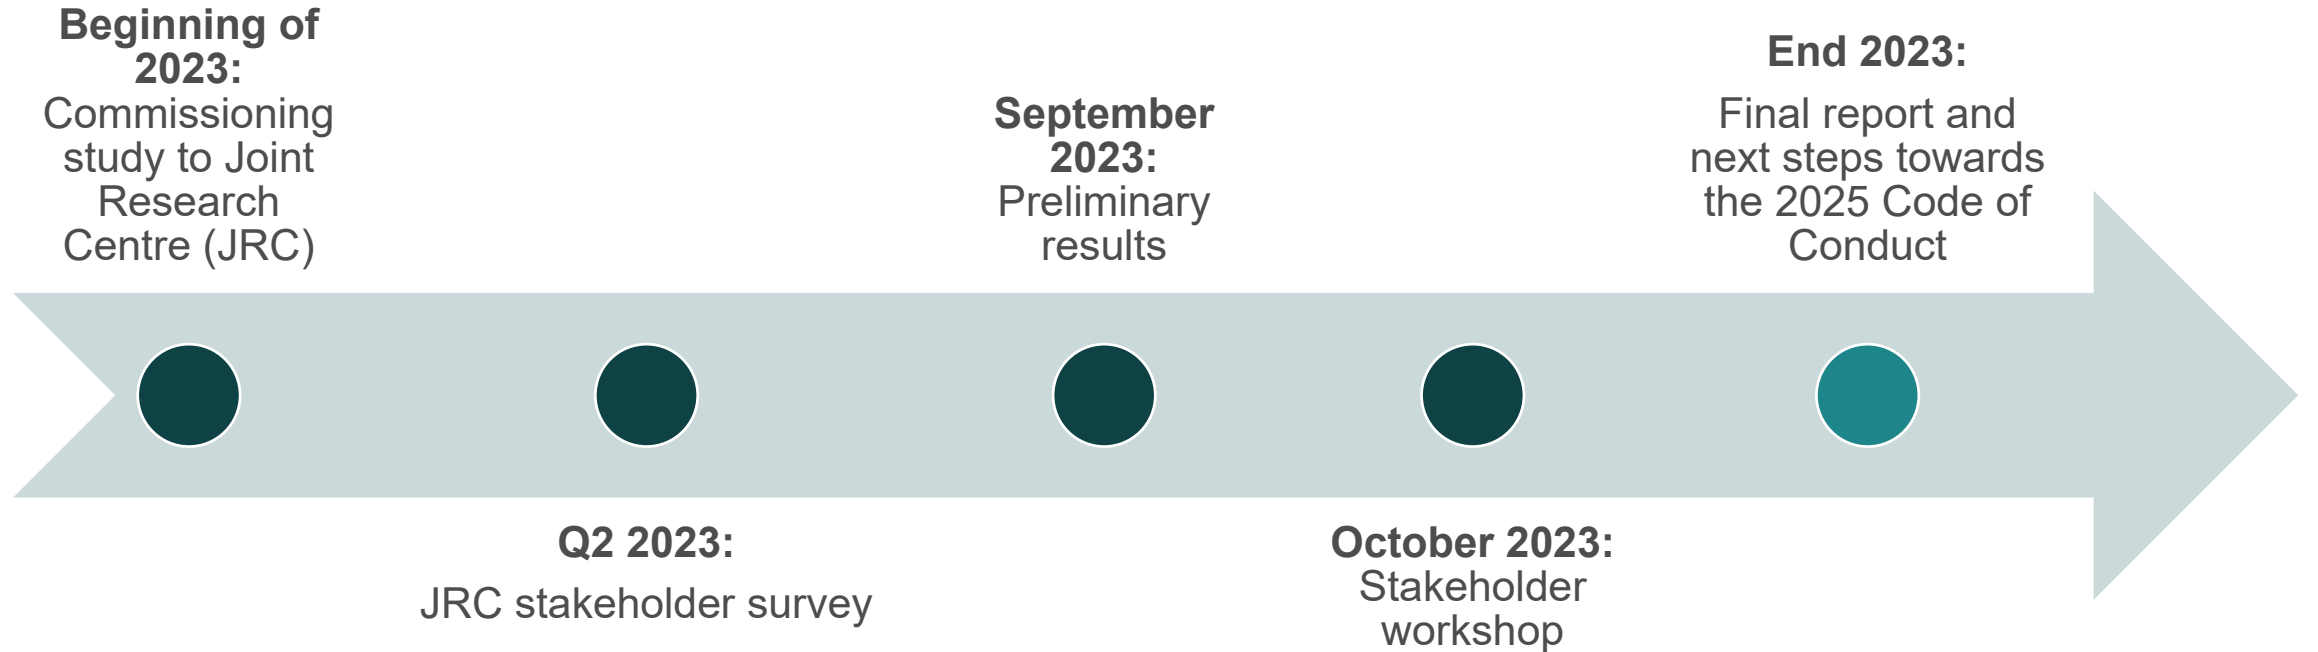 Beginning of
2023:
Commissioning
study to Joint
Research
Centre (JRC)
Q2 2023:
JRC stakeholder survey
September
2023:
Preliminary
results
October 2023:
Stakeholder
workshop
End 2023:
Final report and
next steps towards
the 2025 Code of
Conduct